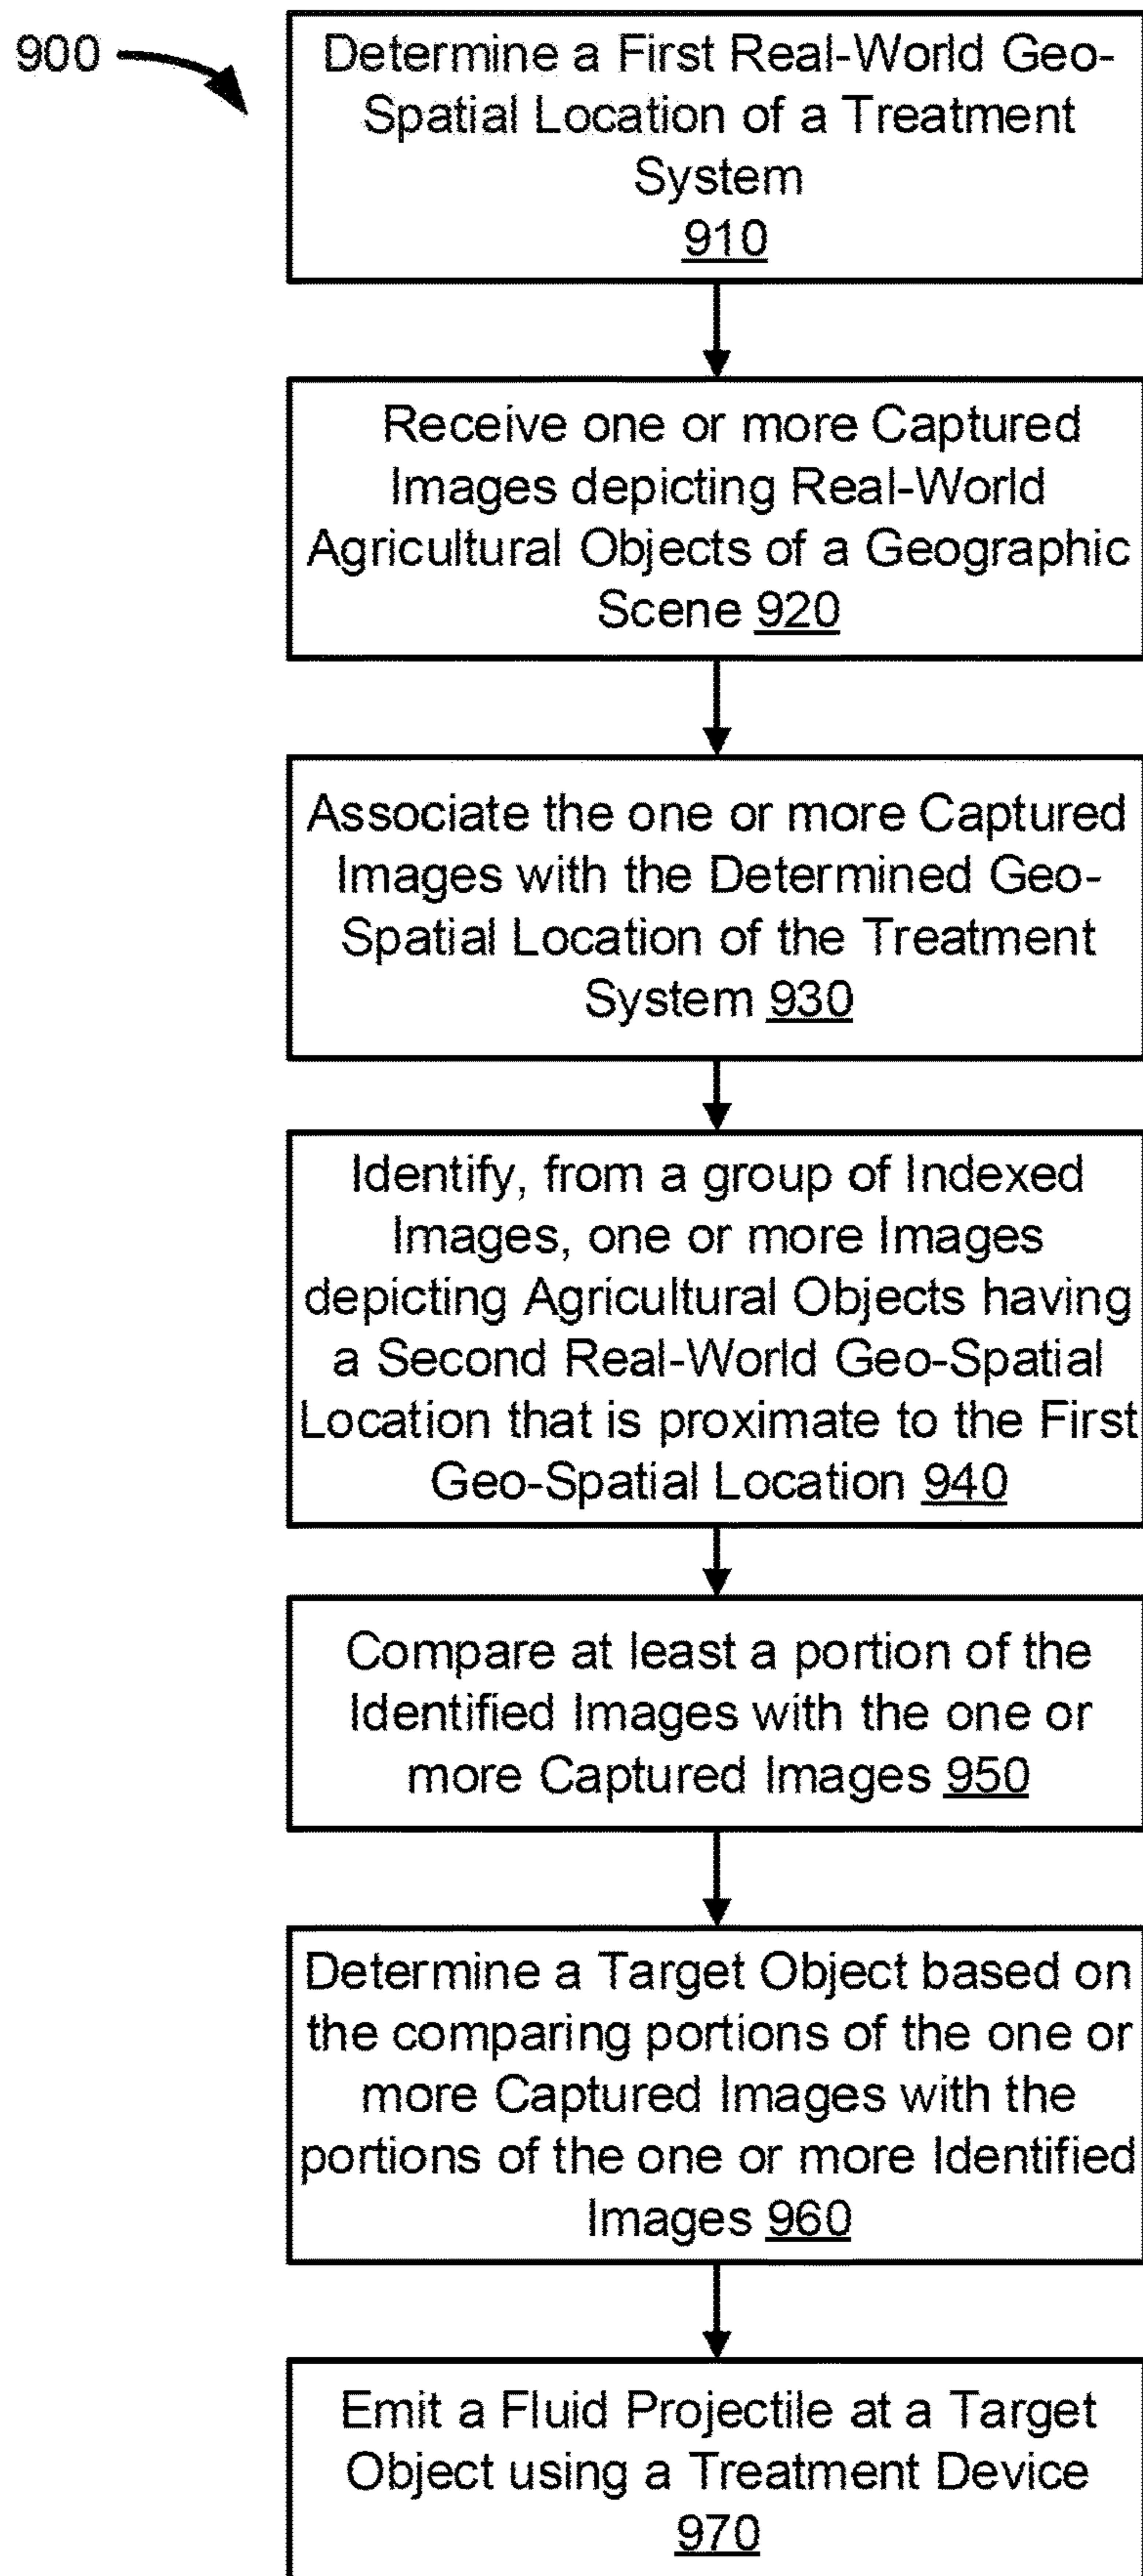 900
Determine a First Real-World Geo-
Spatial Location of a Treatment
System
910
Receive one or more Captured
Images depicting Real-World
Agricultural Objects of a Geographic
Scene 920
Associate the one or more Captured
Images with the Determined Geo-
Spatial Location of the Treatment
System 930
Identify, from a group of Indexed
Images, one or more Images
depicting Agricultural Objects having
a Second Real-World Geo-Spatial
Location that is proximate to the First
Geo-Spatial Location 940
Compare at least a portion of the
Identified Images with the one or
more Captured Images 950
Determine a Target Object based on
the comparing portions of the one or
more Captured Images with the
portions of the one or more Identified
Images 960
Emit a Fluid Projectile at a Target
Object using a Treatment Device
970